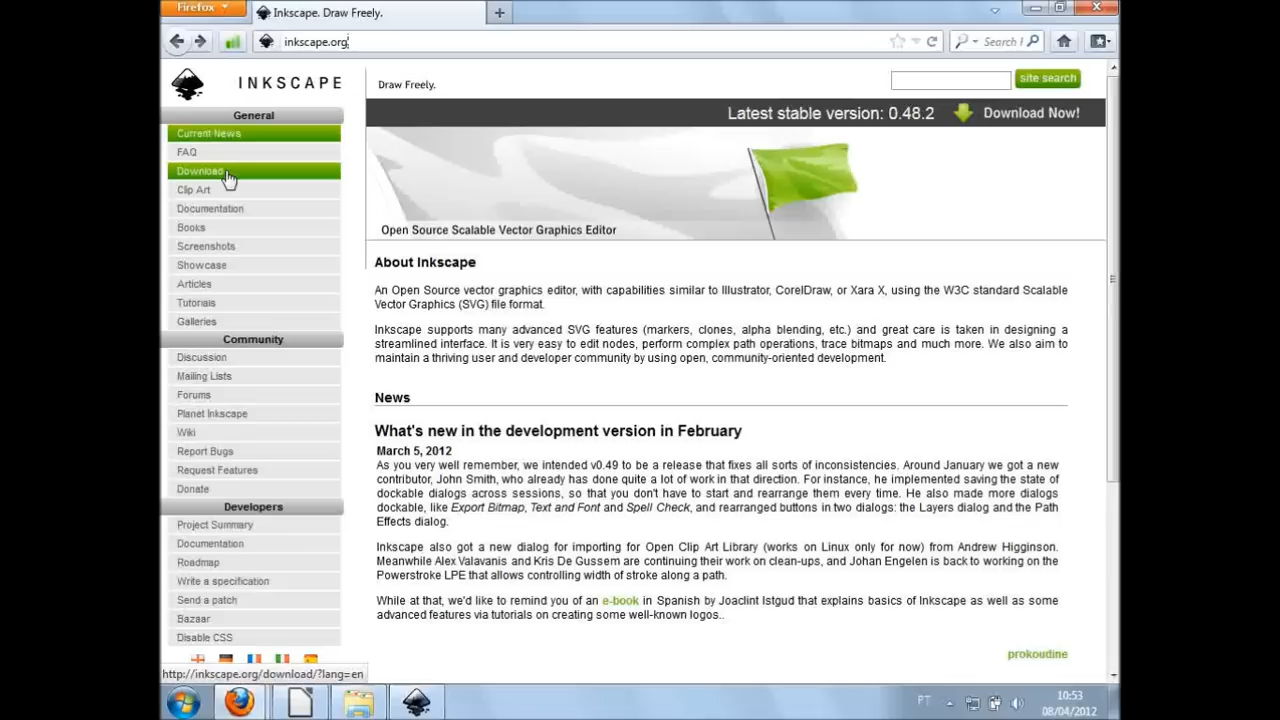 Firefox
Inkscape. Draw Freely.
inkscape.org
Search I
INKSCAPE
Draw Freely.
site search
Latest stable version: 0.48.2
Download Now!
Open Source Scalable Vector Graphics Editor
General
Current News
FAQ
Download
Clip Art
Documentation
Books
Screenshots
Showcase
Articles
Tutorials
Galleries
Community
Discussion
Mailing Lists
Forums
Planet Inkscape
Wiki
Report Bugs
Request Features
Donate
Developers
Project Summary
Documentation
Roadmap
Write a specification
Send a patch
Bazaar
Disable CSS
About Inkscape
An Open Source vector graphics editor, with capabilities similar to Illustrator, CorelDraw, or Xara X, using the W3C standard Scalable
Vector Graphics (SVG) file format.
Inkscape supports many advanced SVG features (markers, clones, alpha blending, etc.) and great care is taken in designing a
streamlined interface. It is very easy to edit nodes, perform complex path operations, trace bitmaps and much more. We also aim to
maintain a thriving user and developer community by using open, community-oriented development.
News
What's new in the development version in February
March 5, 2012
As you very well remember, we intended v0.49 to be a release that fixes all sorts of inconsistencies. Around January we got a new
contributor, John Smith, who already has done quite a lot of work in that direction. For instance, he implemented saving the state of
dockable dialogs across sessions, so that you don't have to start and rearrange them every time. He also made more dialogs
dockable, like Export Bitmap, Text and Font and Spell Check, and rearranged buttons in two dialogs: the Layers dialog and the Path
Effects dialog.
Inkscape also got a new dialog for importing for Open Clip Art Library (works on Linux only for now) from Andrew Higginson.
Meanwhile Alex Valavanis and Kris De Gussem are continuing their work on clean-ups, and Johan Engelen is back to working on the
Powerstroke LPE that allows controlling width of stroke along a path.
While at that, we'd like to remind you of an e-book in Spanish by Joaclint Istgud that explains basics of Inkscape as well as some
advanced features via tutorials on creating some well-known logos..
prokoudine
http://inkscape.org/download/?lang=en
PT
10:53
08/04/2012